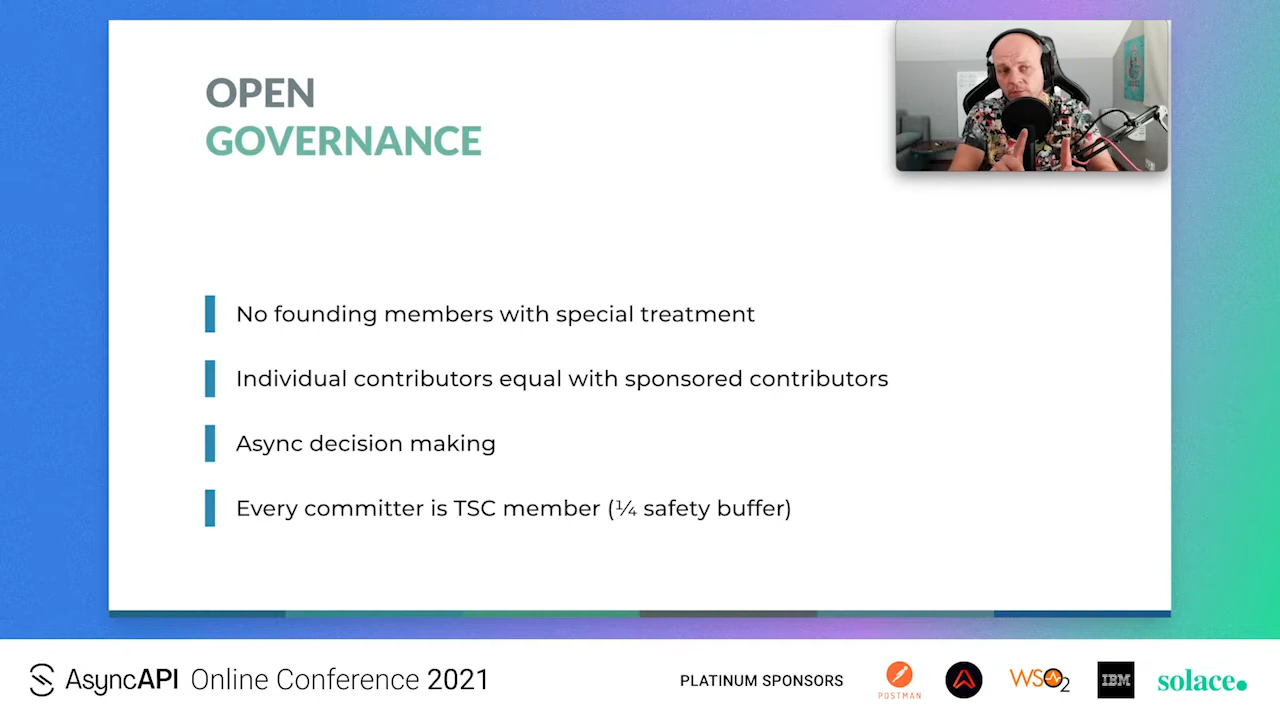 OPEN
GOVERNANCE
No founding members with special treatment
Individual contributors equal with sponsored contributors
Async decision making
Every committer is TSC member (¼ safety buffer)
AsyncAPI Online Conference 2021
PLATINUM SPONSORS
POSTMAN
WSO2
IBM
solace.